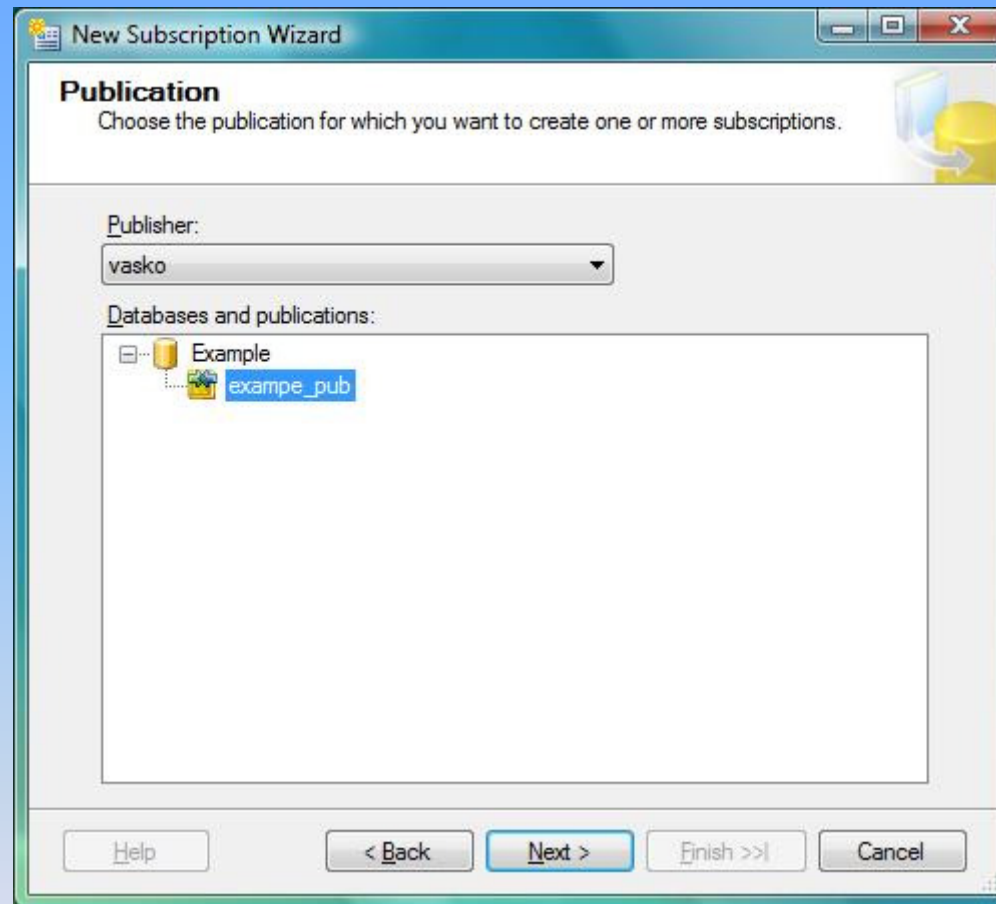 New Subscription Wizard
Publication
Choose the publication for which you want to create one or more subscriptions.
Publisher:
vasko
Databases and publications:
Example
exampe_pub
Help
< Back
Next >
Finish >>|
Cancel